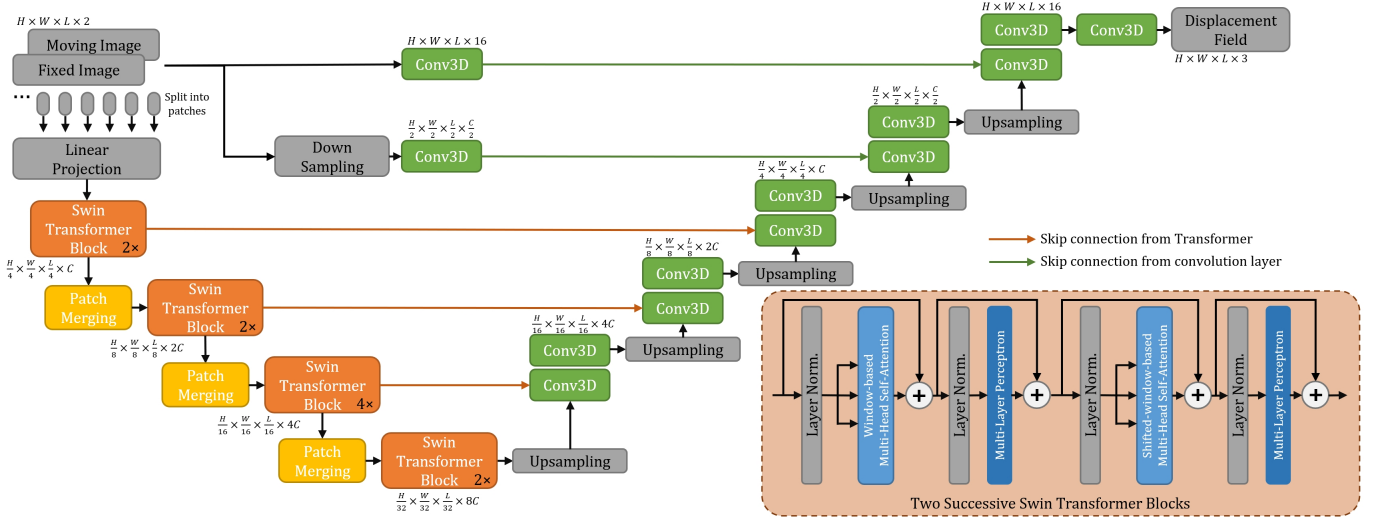 H × W × L × 2
Moving Image
Fixed Image
...
Split into
patches
Linear
Projection
Swin
Transformer
Block
2×
H/4 × W/4 × L/4 × C
Patch
Merging
Swin
Transformer
Block
2×
H/8 × W/8 × L/8 × 2C
Patch
Merging
Swin
Transformer
Block
4×
H/16 × W/16 × L/16 × 4C
Patch
Merging
Swin
Transformer
Block
2×
H/32 × W/32 × L/32 × 8C
Upsampling
H × W × L × 16
Conv3D
Down
Sampling
H/2 × W/2 × L/2 × C/2
Conv3D
H/16 × W/16 × L/16 × 4C
Conv3D
Conv3D
Upsampling
H/8 × W/8 × L/8 × 2C
Conv3D
Conv3D
Upsampling
H/4 × W/4 × L/4 × C
Conv3D
Conv3D
Upsampling
H/2 × W/2 × L/2 × C/2
Conv3D
Conv3D
Upsampling
H × W × L × 16
Conv3D
Conv3D
Conv3D
Displacement
Field
H × W × L × 3
Skip connection from Transformer
Skip connection from convolution layer
Layer Norm.
Window-based
Multi-Head Self-Attention
+
Layer Norm.
Multi-Layer Perceptron
+
Layer Norm.
Shifted-window-based
Multi-Head Self-Attention
+
Layer Norm.
Multi-Layer Perceptron
+
Two Successive Swin Transformer Blocks